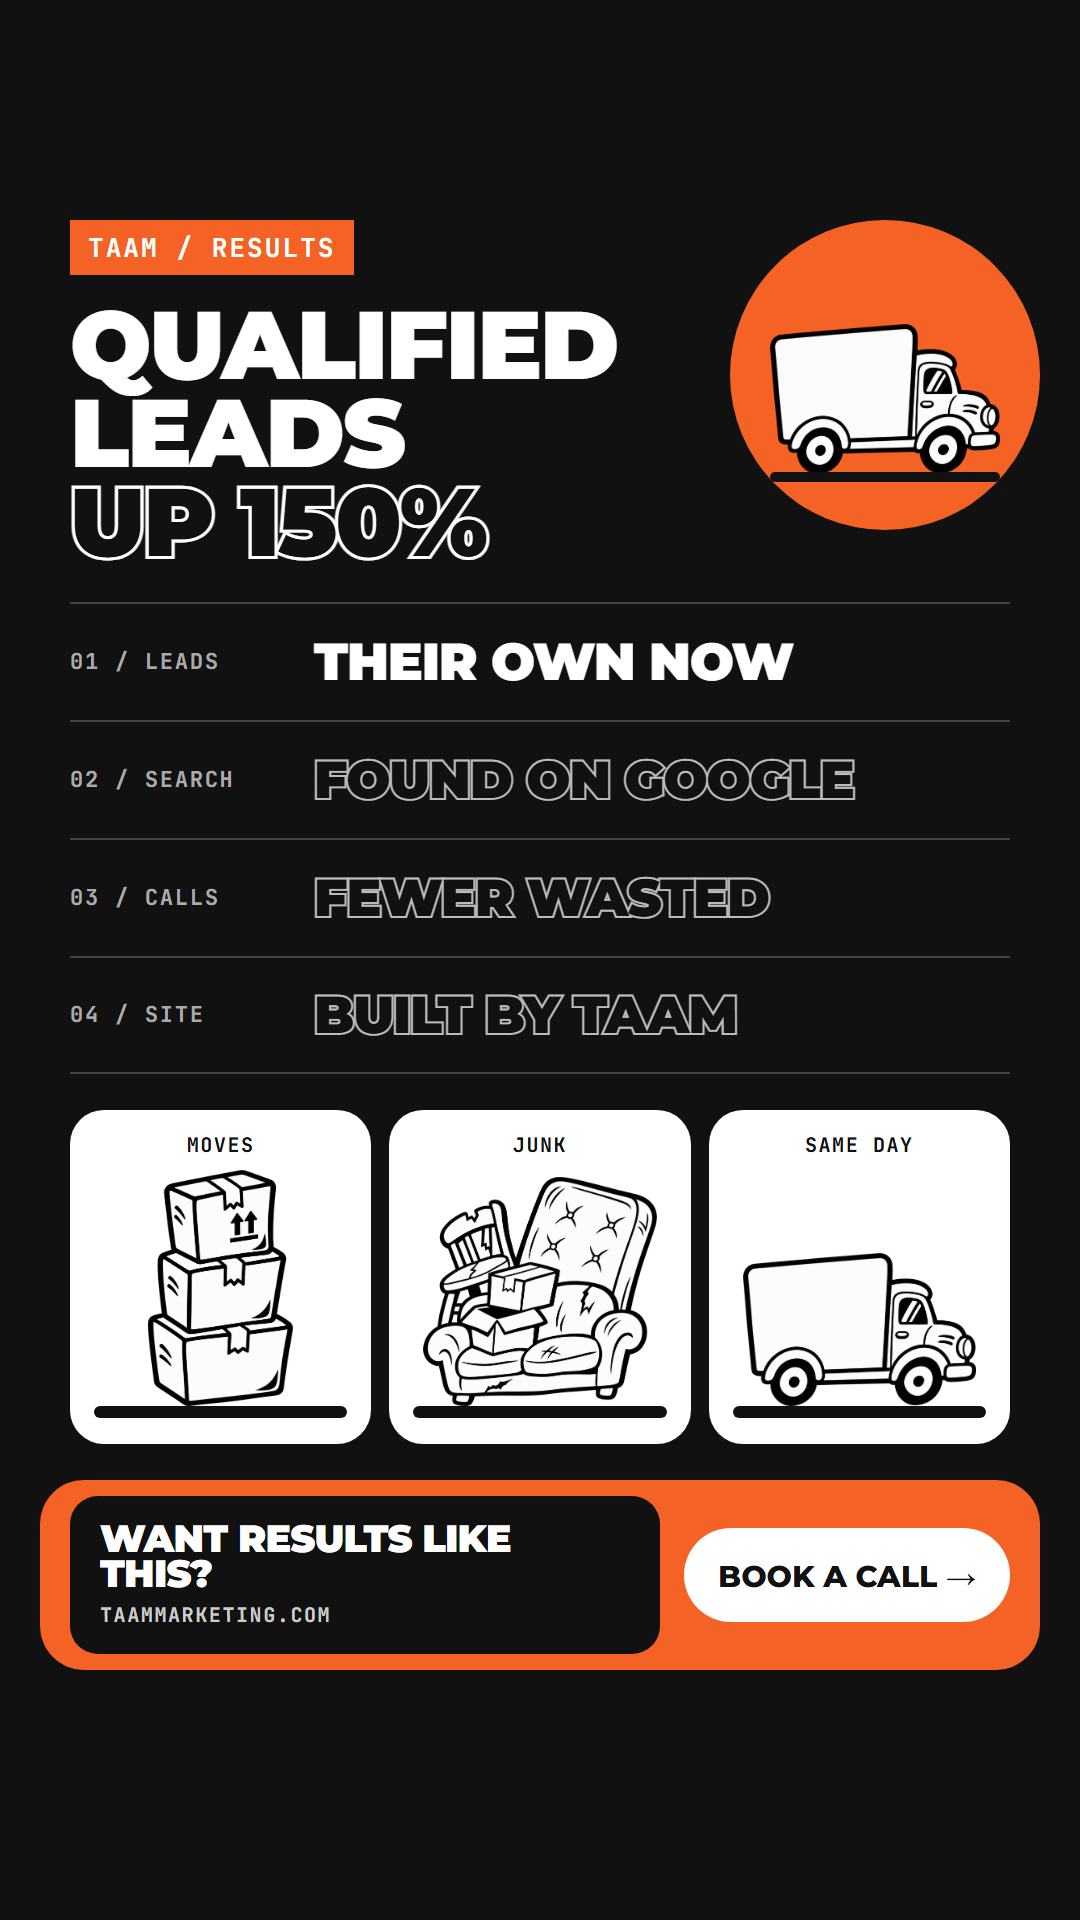 TAAM / RESULTS
QUALIFIED
LEADS
UP 150%
01 / LEADS THEIR OWN NOW
02 / SEARCH FOUND ON GOOGLE
03 / CALLS FEWER WASTED
04 / SITE BUILT BY TAAM
MOVES JUNK SAME DAY
WANT RESULTS LIKE
THIS?
TAAMMARKETING.COM
BOOK A CALL →